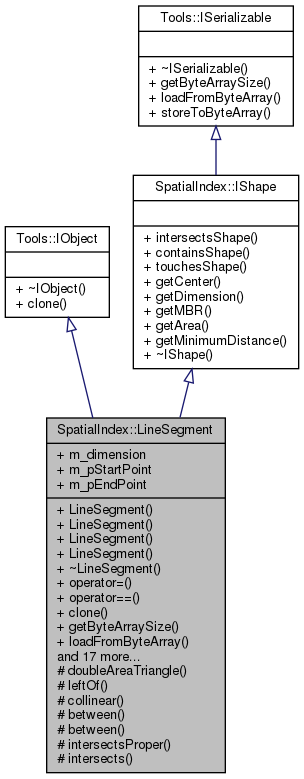 Tools::ISerializable
+ ~ISerializable()
+ getByteArraySize()
+ loadFromByteArray()
+ storeToByteArray()
SpatialIndex::IShape
+ intersectsShape()
+ containsShape()
+ touchesShape()
+ getCenter()
+ getDimension()
+ getMBR()
+ getArea()
+ getMinimumDistance()
+ ~IShape()
Tools::IObject
+ ~IObject()
+ clone()
SpatialIndex::LineSegment
+ m_dimension
+ m_pStartPoint
+ m_pEndPoint
+ LineSegment()
+ LineSegment()
+ LineSegment()
+ LineSegment()
+ ~LineSegment()
+ operator=()
+ operator==()
+ clone()
+ getByteArraySize()
+ loadFromByteArray()
and 17 more...
# doubleAreaTriangle()
# leftOf()
# collinear()
# between()
# between()
# intersectsProper()
# intersects()